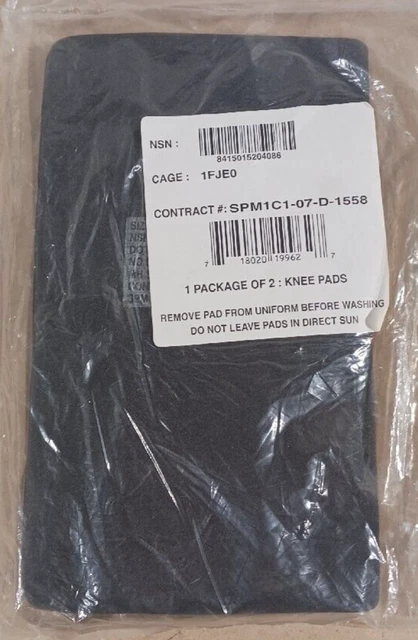 NSN :
8415015204086
CAGE : 1FJE0
CONTRACT #: SPM1C1-07-D-1558
7 18020 19962 7
1 PACKAGE OF 2 : KNEE PADS
REMOVE PAD FROM UNIFORM BEFORE WASHING
DO NOT LEAVE PADS IN DIRECT SUN